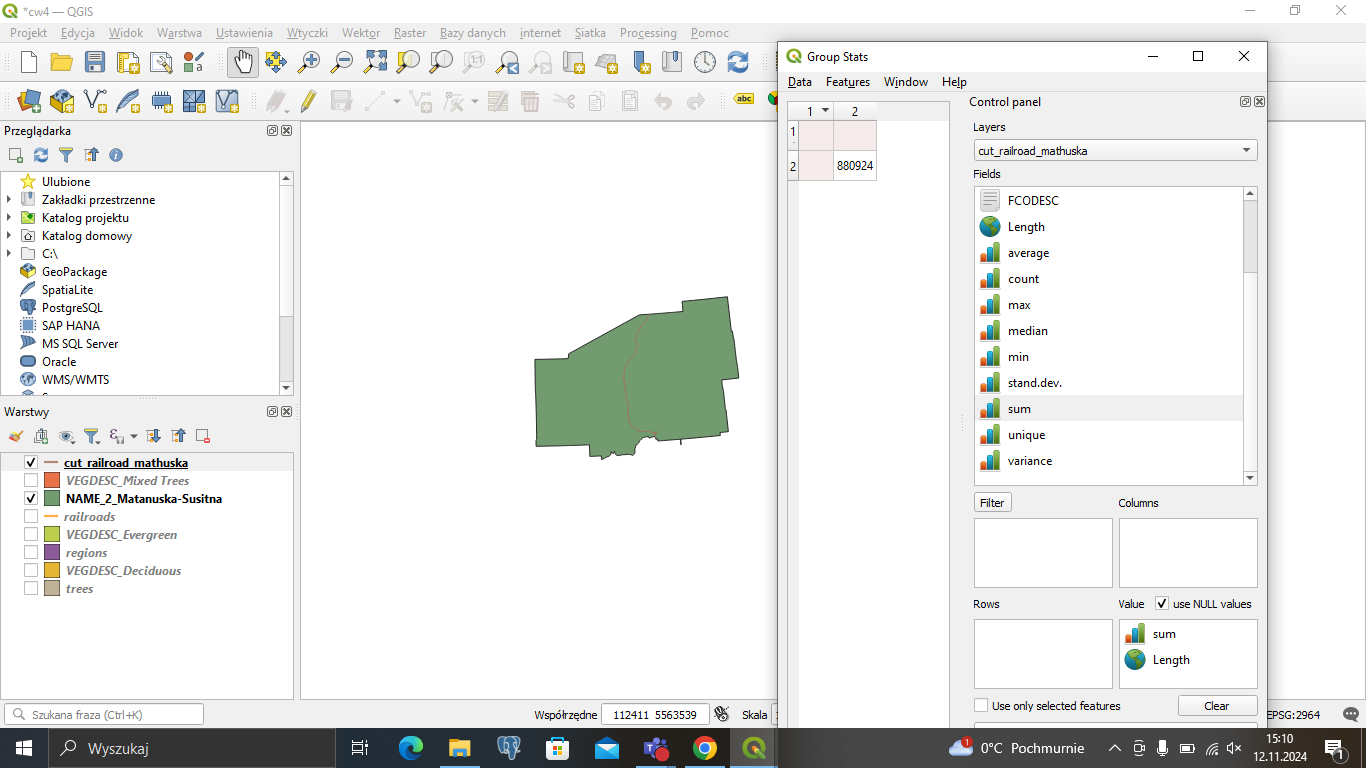 *cw4 — QGIS
Projekt Edycja Widok Warstwa Ustawienia Wtyczki Wektor Raster Bazy danych internet Siatka Processing Pomoc
1:1
abc
Przeglądarka
Ulubione
Zakładki przestrzenne
Katalog projektu
Katalog domowy
C:\
GeoPackage
SpatiaLite
PostgreSQL
SAP HANA
MS SQL Server
Oracle
WMS/WMTS
Warstwy
cut_railroad_mathuska
VEGDESC_Mixed Trees
NAME_2_Matanuska-Susitna
railroads
VEGDESC_Evergreen
regions
VEGDESC_Deciduous
trees
Szukana fraza (Ctrl+K)
Współrzędne 112411 5563539
Skala
EPSG:2964
Group Stats
Data Features Window Help
1 2
1
2 880924
Control panel
Layers
cut_railroad_mathuska
Fields
FCODESC
Length
average
count
max
median
min
stand.dev.
sum
unique
variance
Filter Columns
Rows Value use NULL values
sum
Length
Use only selected features Clear
Wyszukaj
1
0°C Pochmurnie
15:10
12.11.2024
1